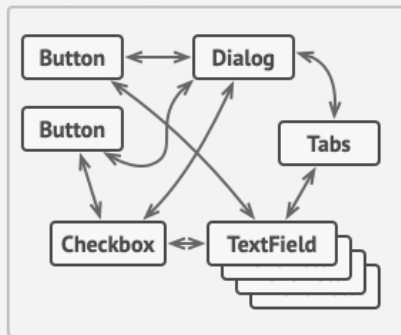 Button
Dialog
Button
Tabs
Checkbox
TextField